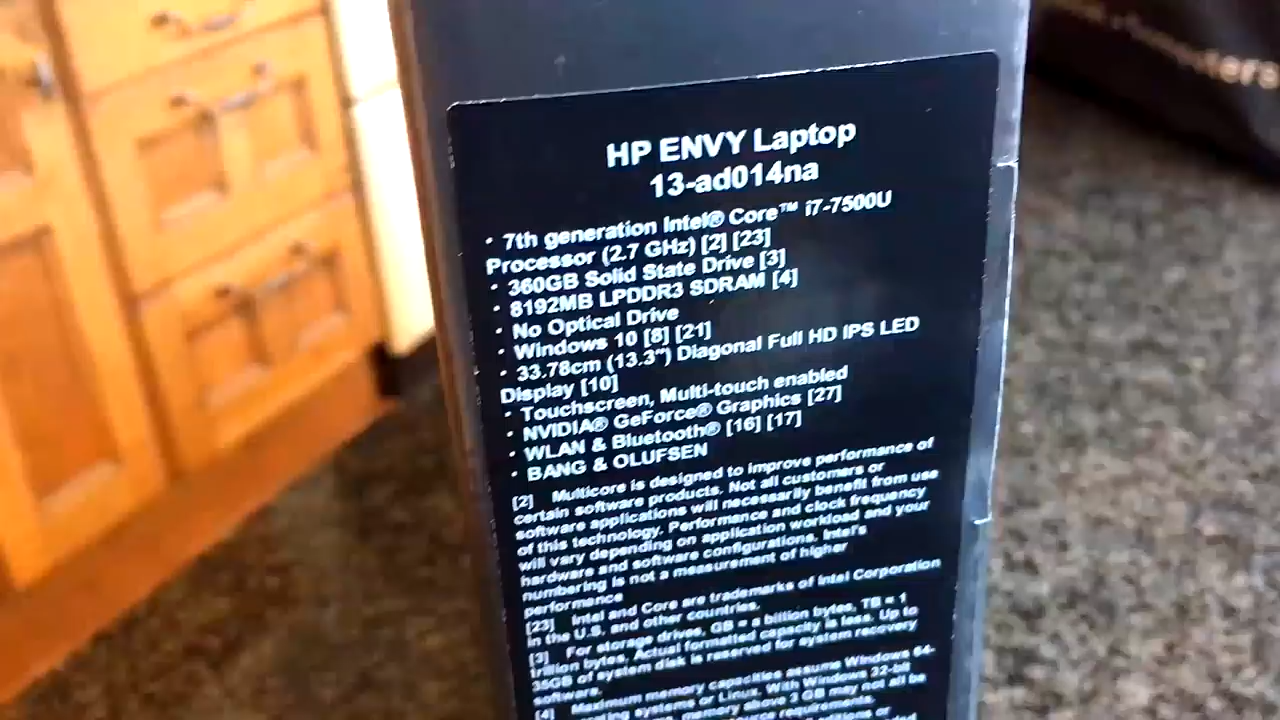 HP ENVY Laptop
13-ad014na
• 7th generation Intel® Core™ i7-7500U
Processor (2.7 GHz) [2] [23]
• 360GB Solid State Drive [3]
• 8192MB LPDDR3 SDRAM [4]
• No Optical Drive
• Windows 10 [8] [21]
• 33.78cm (13.3") Diagonal Full HD IPS LED
Display [10]
• Touchscreen, Multi-touch enabled
• NVIDIA® GeForce® Graphics [27]
• WLAN & Bluetooth® [16] [17]
• BANG & OLUFSEN
[2] Multicore is designed to improve performance of
certain software products. Not all customers or
software applications will necessarily benefit from use
of this technology. Performance and clock frequency
will vary depending on application workload and your
hardware and software configurations. Intel's
numbering is not a measurement of higher
performance
[23] Intel and Core are trademarks of Intel Corporation
in the U.S. and other countries.
[3] For storage drives, GB = a billion bytes. TB = 1
trillion bytes. Actual formatted capacity is less. Up to
35GB of system disk is reserved for system recovery
software.
[4] Maximum memory capacities assume Windows 64-
systems or Linux. With Windows 32-bit
memory above 3 GB may not all be
requirements.